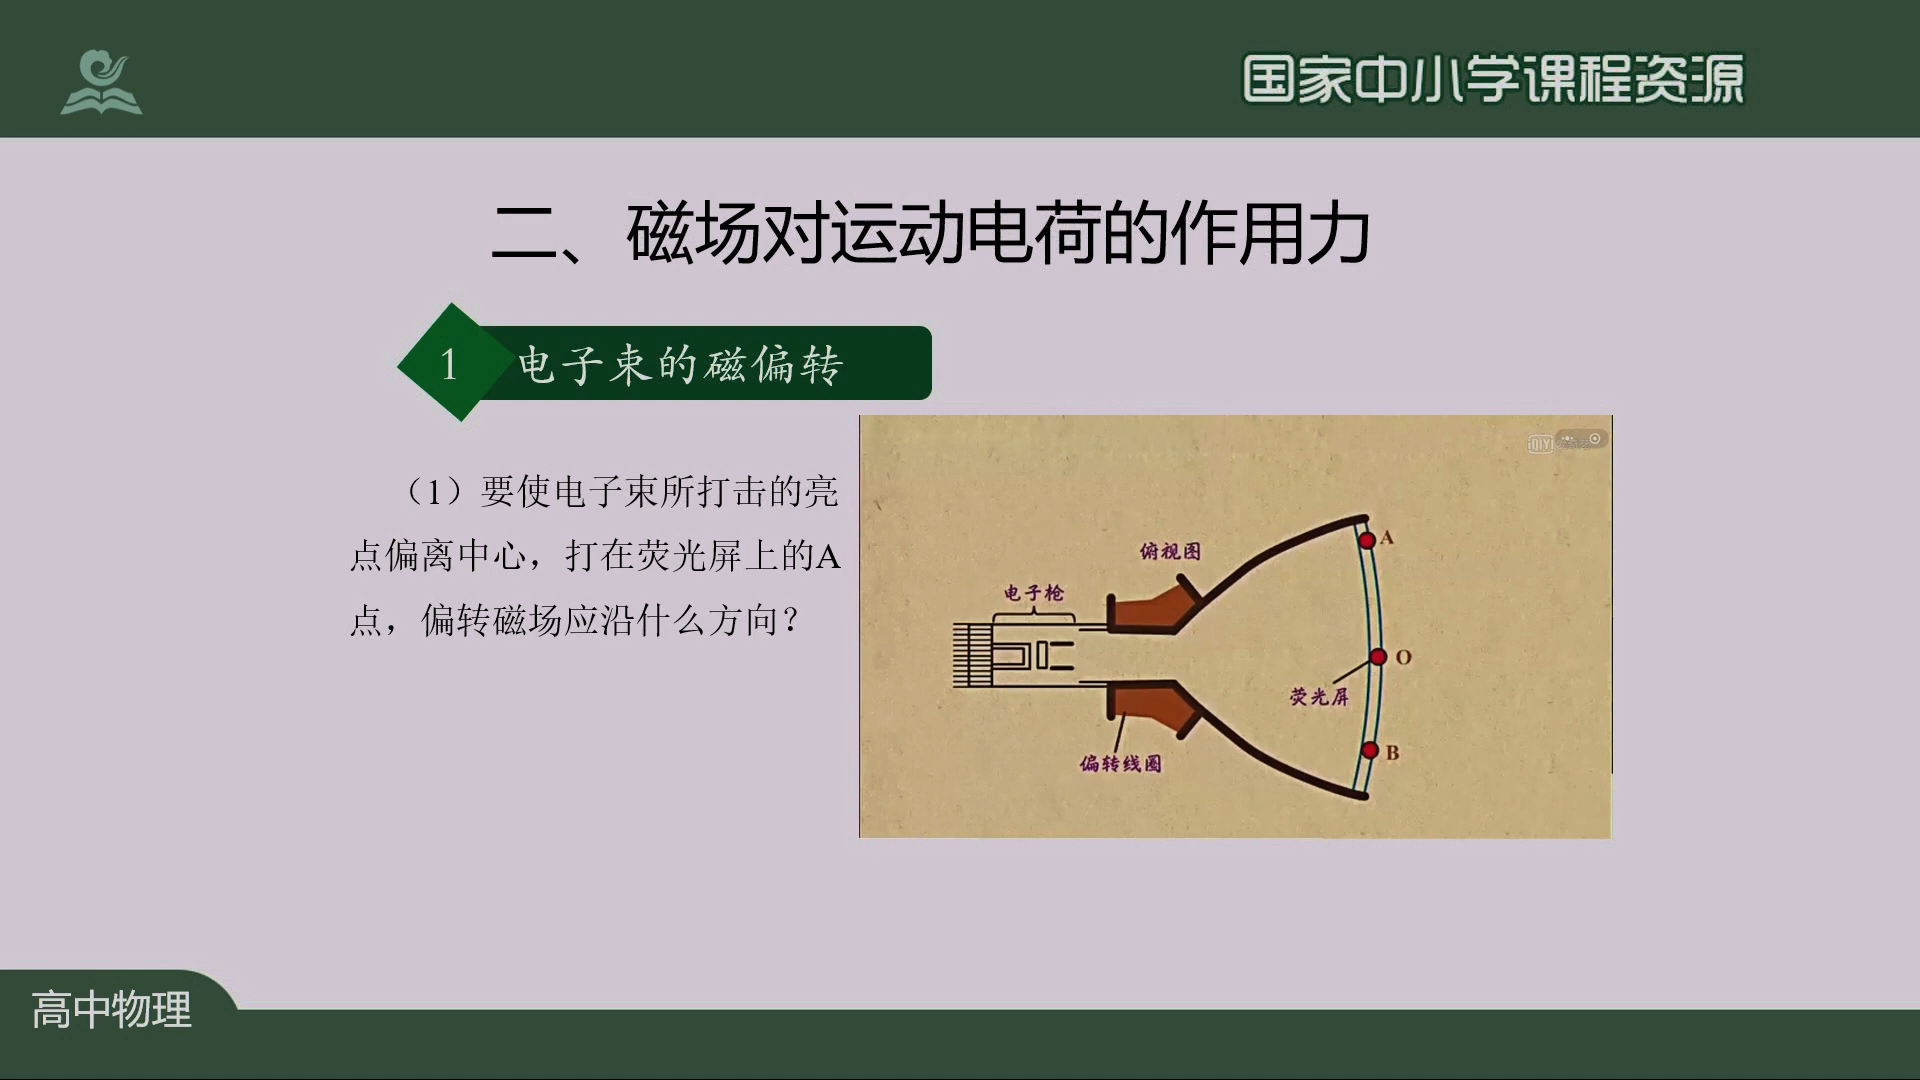 国家中小学课程资源
二、磁场对运动电荷的作用力
1 电子束的磁偏转
（1）要使电子束所打击的亮
点偏离中心，打在荧光屏上的A
点，偏转磁场应沿什么方向？
iQIYI
俯视图
电子枪
A
O
荧光屏
B
偏转线圈
高中物理